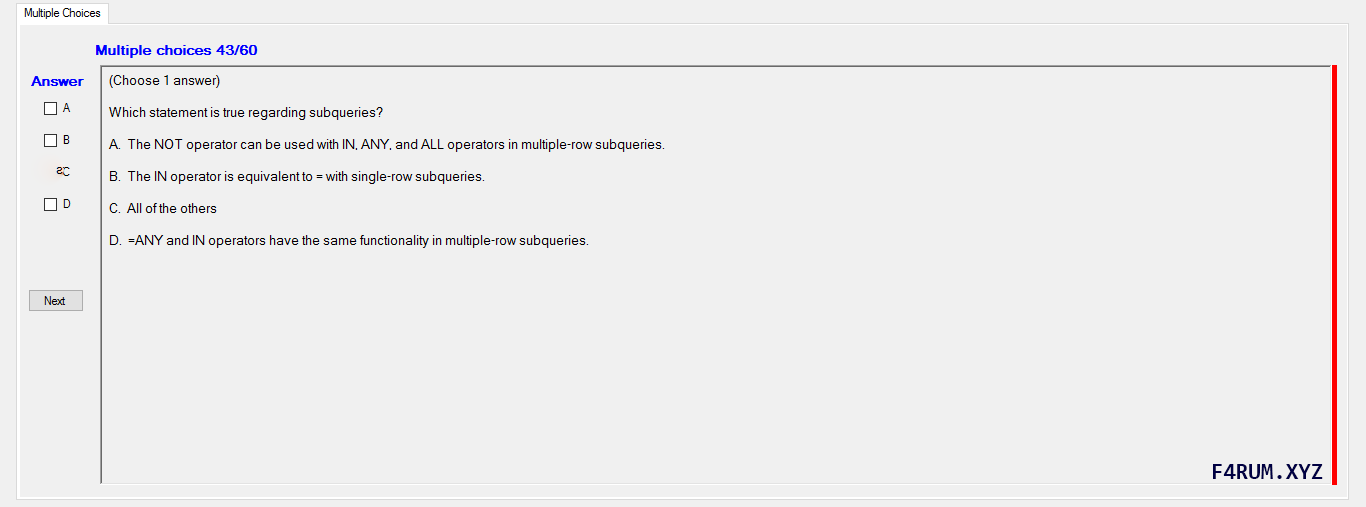 Multiple Choices
Multiple choices 43/60
Answer
A
B
D
Next
(Choose 1 answer)
Which statement is true regarding subqueries?
A. The NOT operator can be used with IN, ANY, and ALL operators in multiple-row subqueries.
B. The IN operator is equivalent to = with single-row subqueries.
C. All of the others
D. =ANY and IN operators have the same functionality in multiple-row subqueries.
F4RUM.XYZ